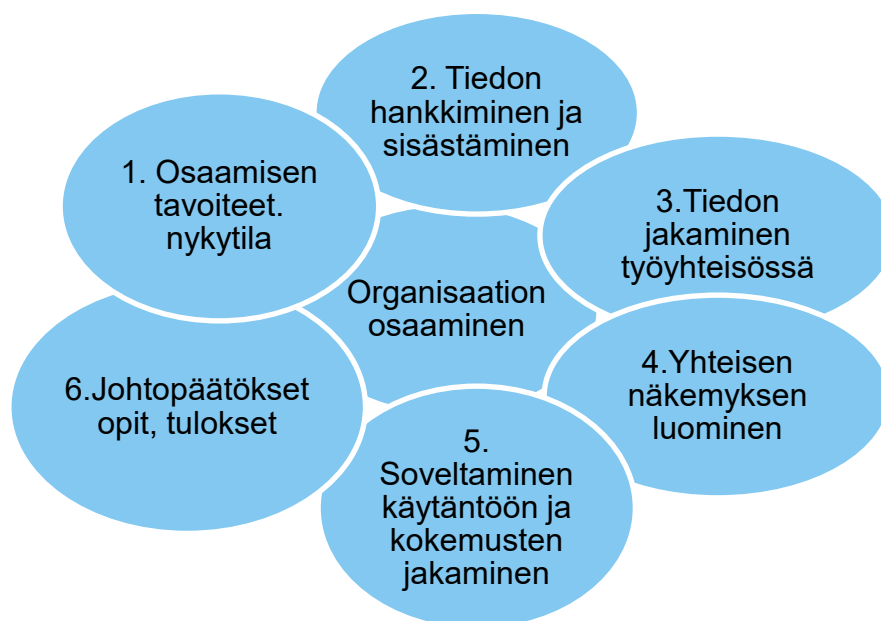 1. Osaamisen
tavoiteet.
nykytila
2. Tiedon
hankkiminen ja
sisästäminen
3.Tiedon
jakaminen
työyhteisössä
4.Yhteisen
näkemyksen
luominen
5.
Soveltaminen
käytäntöön ja
kokemusten
jakaminen
6.Johtopäätökset
opit, tulokset
Organisaation
osaaminen